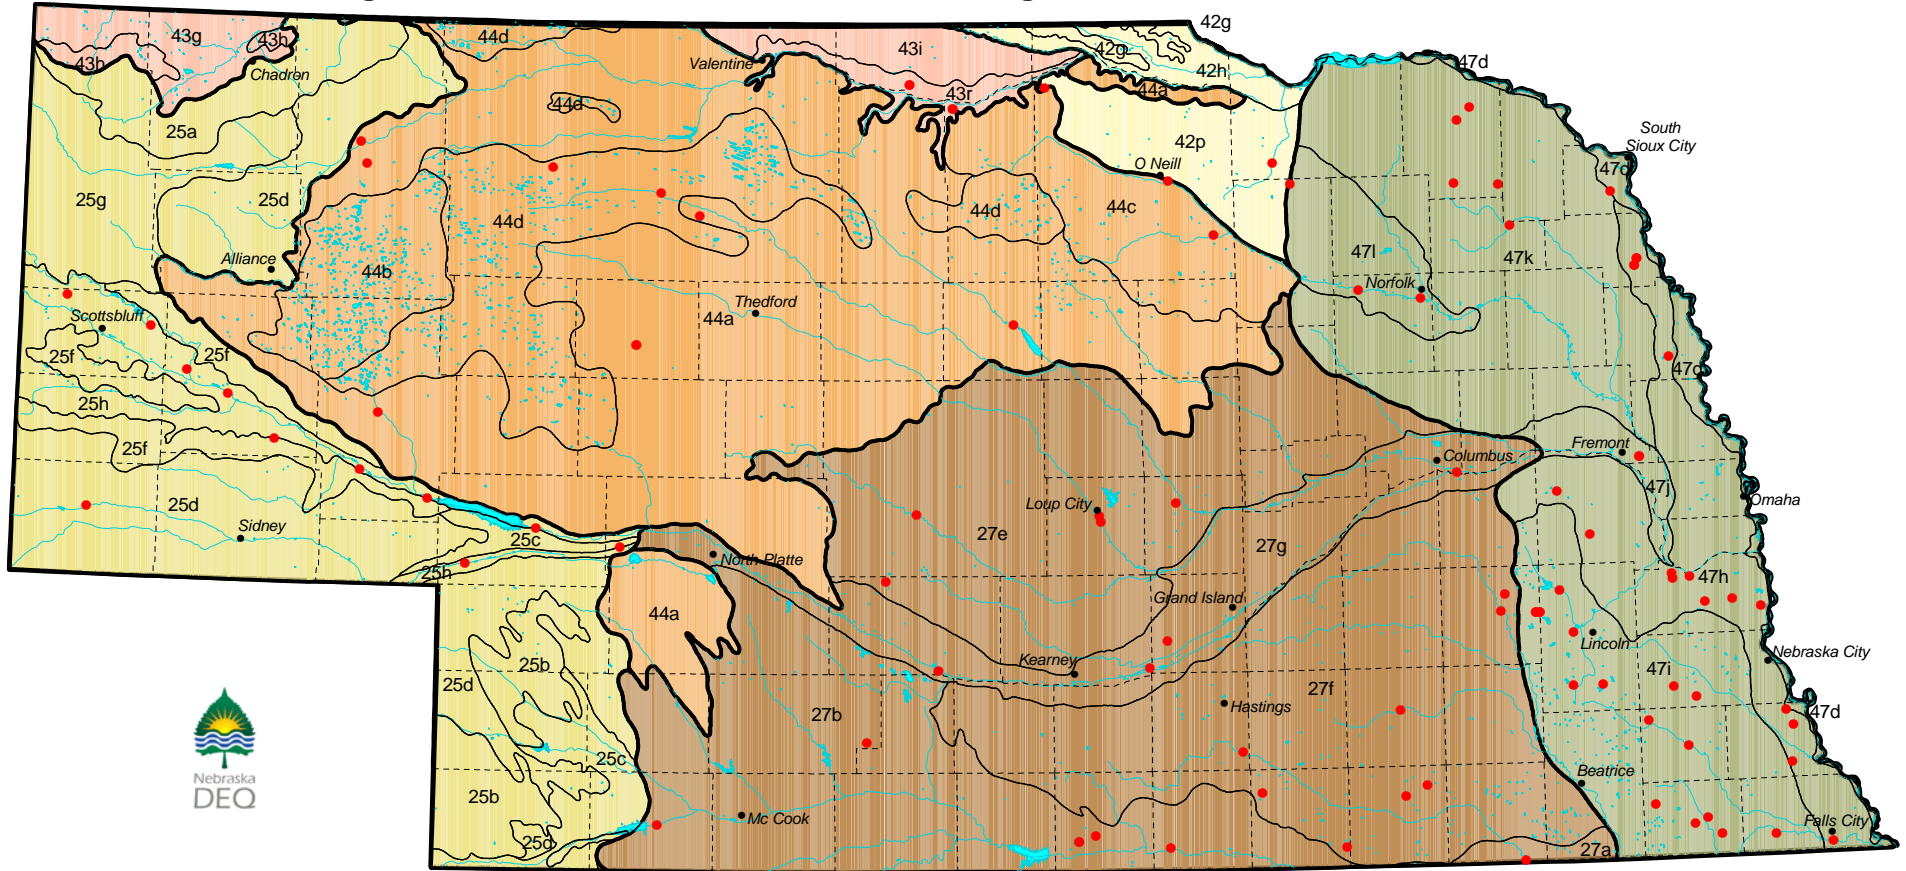 42g
43g
43h
44d
43i
42g
47d
Valentine
43h
Chadron
42h
44d
43r
44a
25a
42p
South
Sioux City
O Neill
47d
25g
25d
44d
44d
44c
47l
47k
Alliance
44b
Norfolk
Thedford
Scottsbluff
44a
25f
25f
47d
25h
25f
Fremont
Columbus
47j
25d
Loup City
Omaha
Sidney
25c
27e
27g
North Platte
25h
47h
Grand Island
44a
Lincoln
Kearney
Nebraska City
25b
25d
47i
27f
Hastings
27b
47d
25c
Nebraska
DEQ
Beatrice
25b
Mc Cook
Falls City
25d
27a